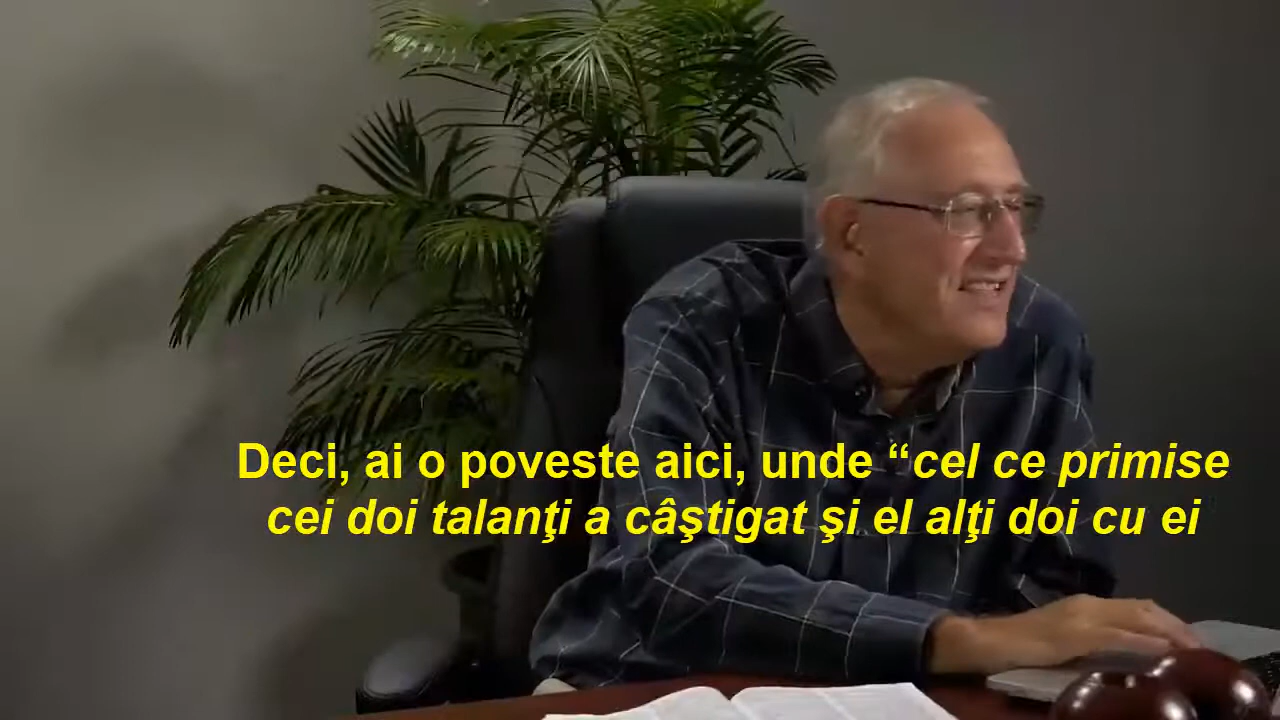 Deci, ai o poveste aici, unde “cel ce primise
cei doi talanţi a câştigat şi el alţi doi cu ei